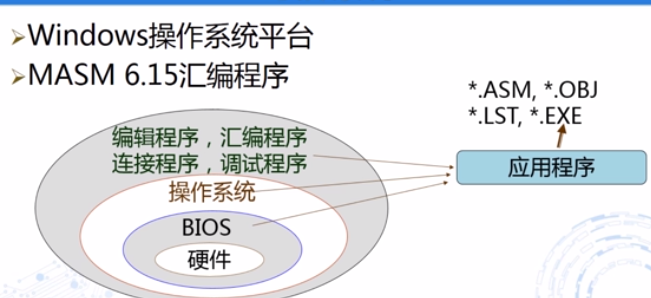 ➢Windows操作系统平台
➢MASM 6.15汇编程序
*.ASM, *.OBJ
*.LST, *.EXE
编辑程序，汇编程序
连接程序，调试程序
应用程序
操作系统
BIOS
硬件